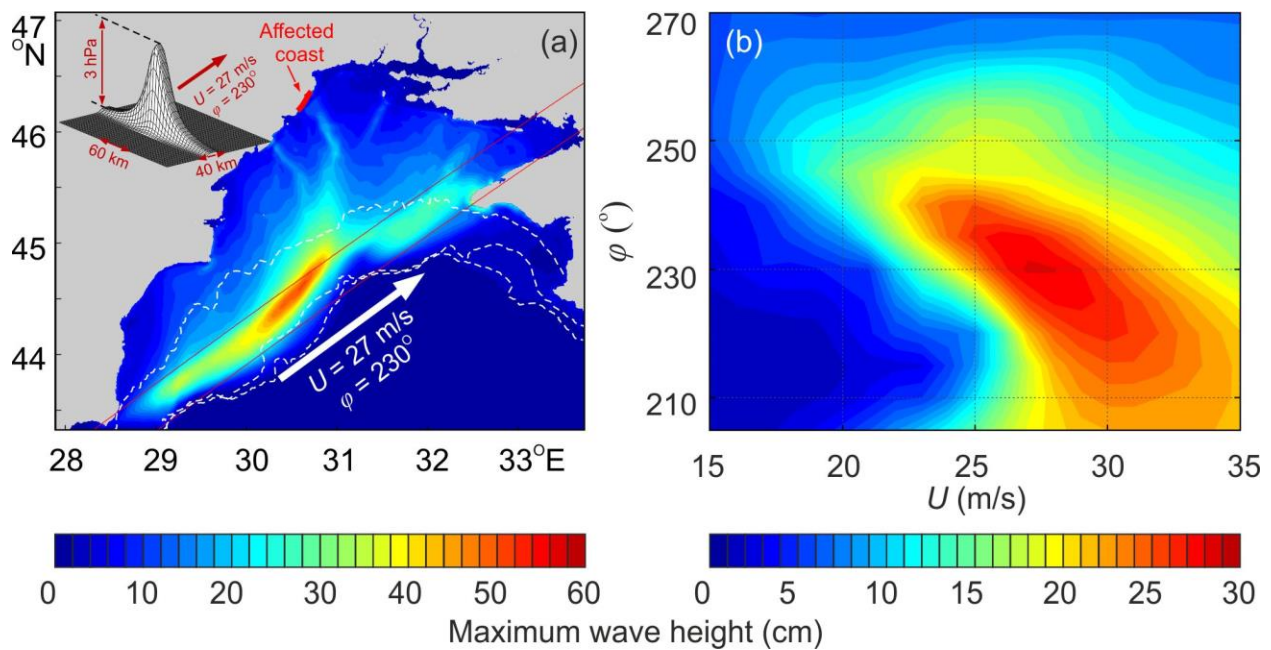 47
°N
46
45
44
28
29
30
31
32
33°E
(a)
3 hPa
U = 27 m/s
φ = 230°
60 km
40 km
Affected
coast
U = 27 m/s
φ = 230°
0
10
20
30
40
50
60
(b)
270
250
230
210
φ (°)
15
20
25
30
35
U (m/s)
0
5
10
15
20
25
30
Maximum wave height (cm)